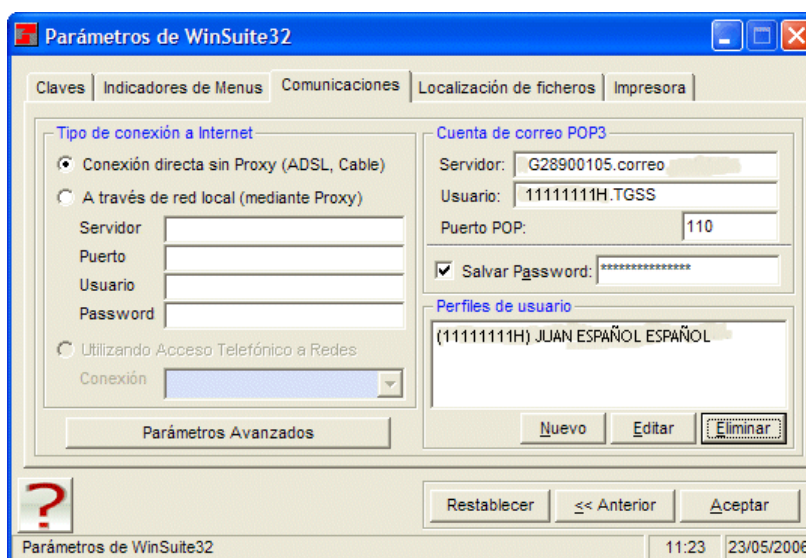 Parámetros de WinSuite32
Claves
Indicadores de Menus
Comunicaciones
Localización de ficheros
Impresora
Tipo de conexión a Internet
Conexión directa sin Proxy (ADSL, Cable)
A través de red local (mediante Proxy)
Servidor
Puerto
Usuario
Password
Utilizando Acceso Telefónico a Redes
Conexión
Parámetros Avanzados
Cuenta de correo POP3
Servidor: G28900105.correo
Usuario: 11111111H.TGSS
Puerto POP: 110
Salvar Password: ***************
Perfiles de usuario
(11111111H) JUAN ESPAÑOL ESPAÑOL
Nuevo
Editar
Eliminar
?
Restablecer
<< Anterior
Aceptar
Parámetros de WinSuite32
11:23
23/05/2006